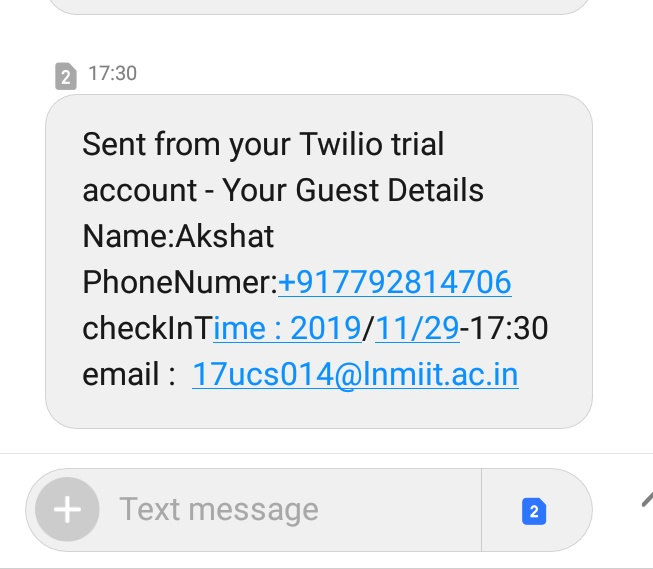 2 17:30
Sent from your Twilio trial
account - Your Guest Details
Name:Akshat
PhoneNumer:+917792814706
checkInTime : 2019/11/29-17:30
email :  17ucs014@lnmiit.ac.in
Text message 2